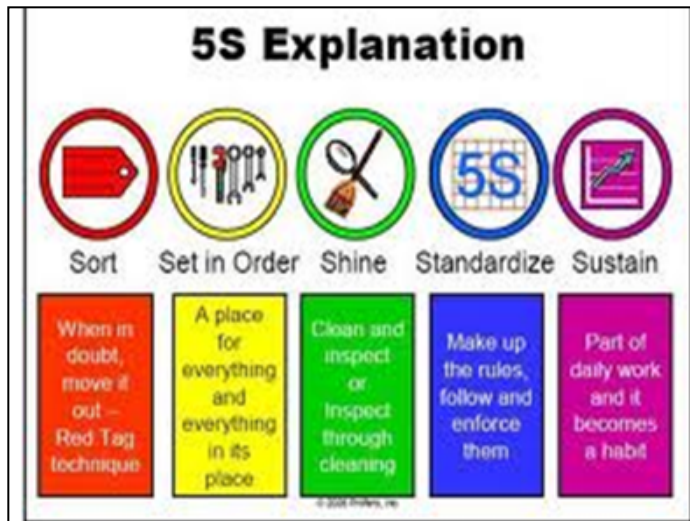 5S Explanation
5S
Sort Set in Order Shine Standardize Sustain
When in
doubt,
move it
out –
Red Tag
technique
A place
for
everything
and
everything
in its
place
Clean and
inspect
or
Inspect
through
cleaning
Make up
the rules,
follow and
enforce
them
Part of
daily work
and it
becomes
a habit